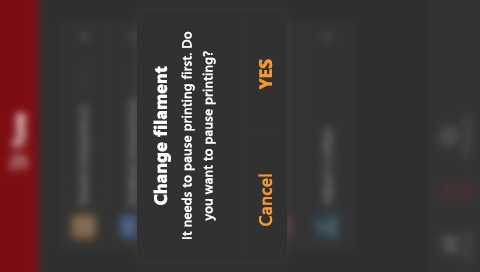 Change filament
It needs to pause printing first. Do
you want to pause printing?
Cancel
YES